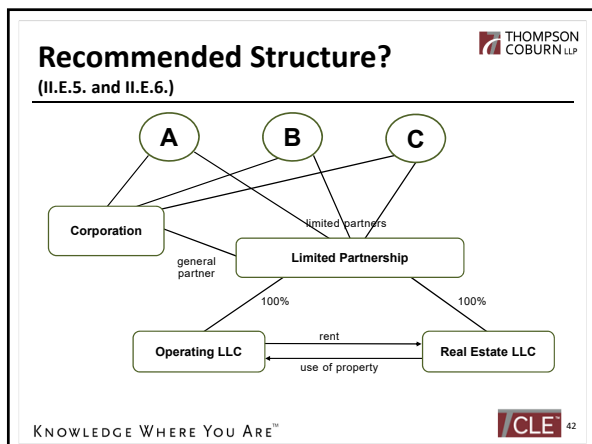 Recommended Structure?
(II.E.5. and II.E.6.)
THOMPSON
COBURN LLP
A
B
C
Corporation
limited partners
general
partner
Limited Partnership
100%
100%
Operating LLC
rent
use of property
Real Estate LLC
KNOWLEDGE WHERE YOU ARE™
CLE
42